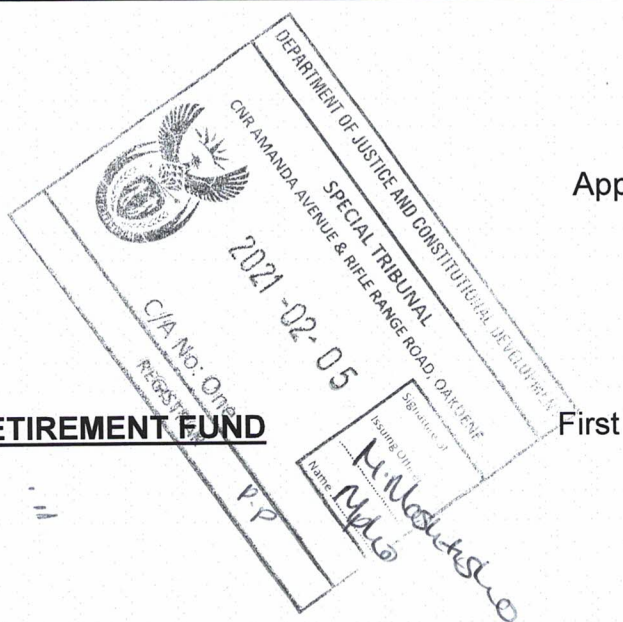 DEPARTMENT OF JUSTICE AND CONSTITUTIONAL DEVELOPMENT
SPECIAL TRIBUNAL
CNR AMANDA AVENUE & RIFLE RANGE ROAD, OAKDENE
2021-02-05
C/A No: One
REGISTRAR
Signature of
Issuing Officer
Name
Mpho
P.P
App
ETIREMENT FUND
First